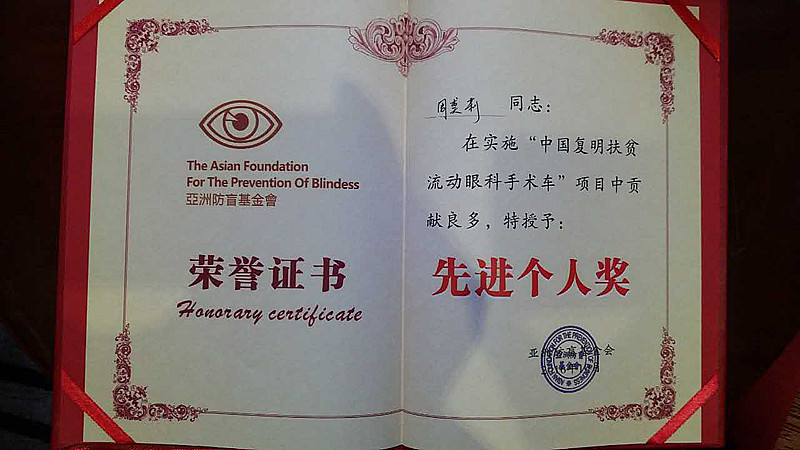 The Asian Foundation
For The Prevention Of Blindess
亞洲防盲基金會
荣誉证书
Honorary certificate
同志：
在实施“中国复明扶贫
流动眼科手术车”项目中贡
献良多，特授予：
先进个人奖
亚 会